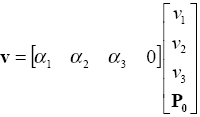 v = [α₁ α₂ α₃ 0] [v₁
v₂
v₃
P₀]